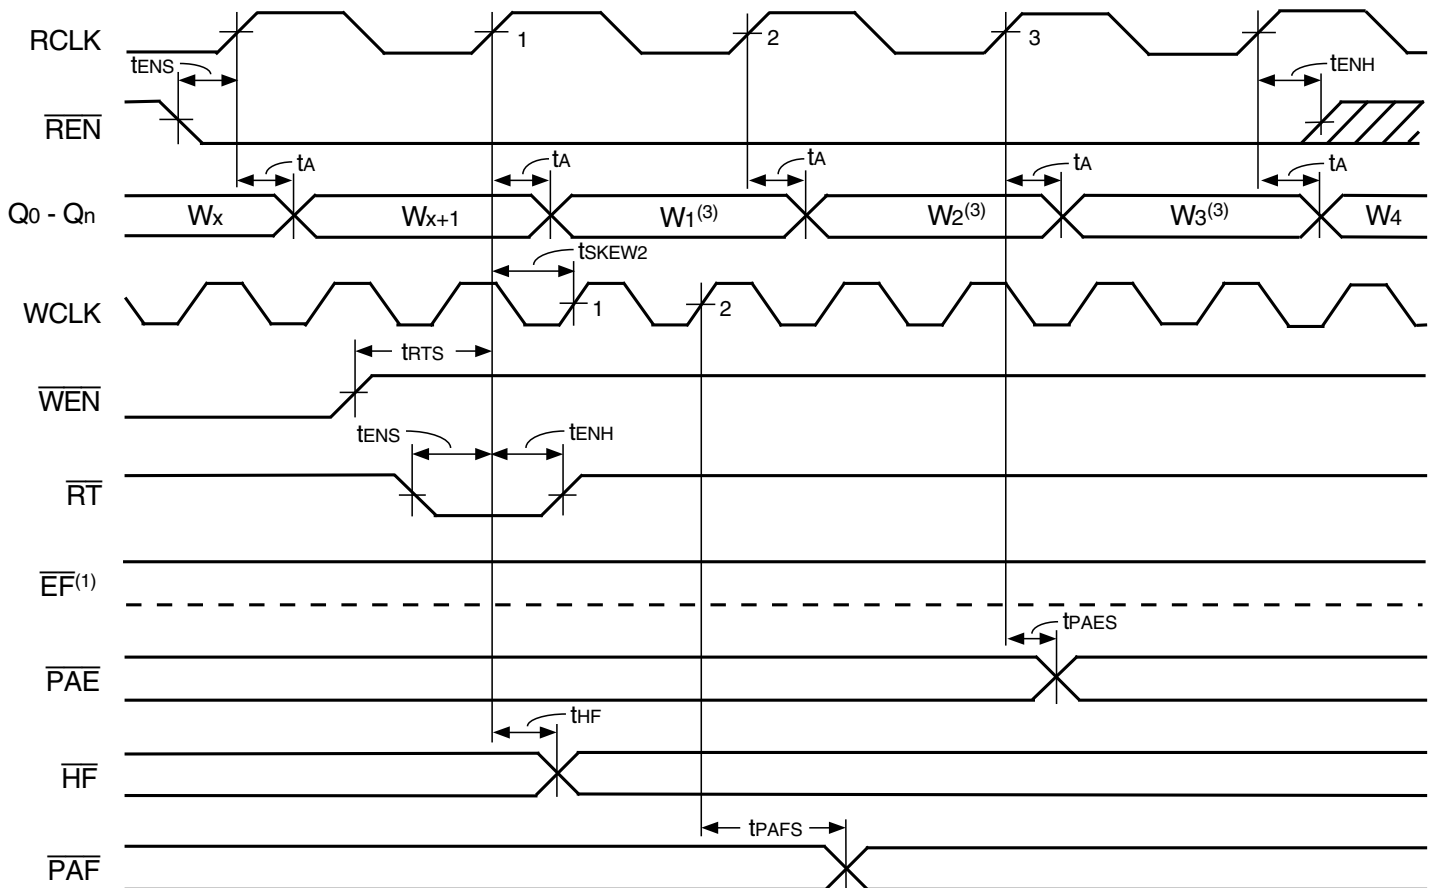 RCLK
1
2
3
tENS
tENH
REN
tA
tA
tA
tA
tA
Q0 - Qn
Wx
Wx+1
W1(3)
W2(3)
W3(3)
W4
tSKEW2
WCLK
1
2
tRTS
WEN
tENS
tENH
RT
EF(1)
tPAES
PAE
tHF
HF
tPAFS
PAF